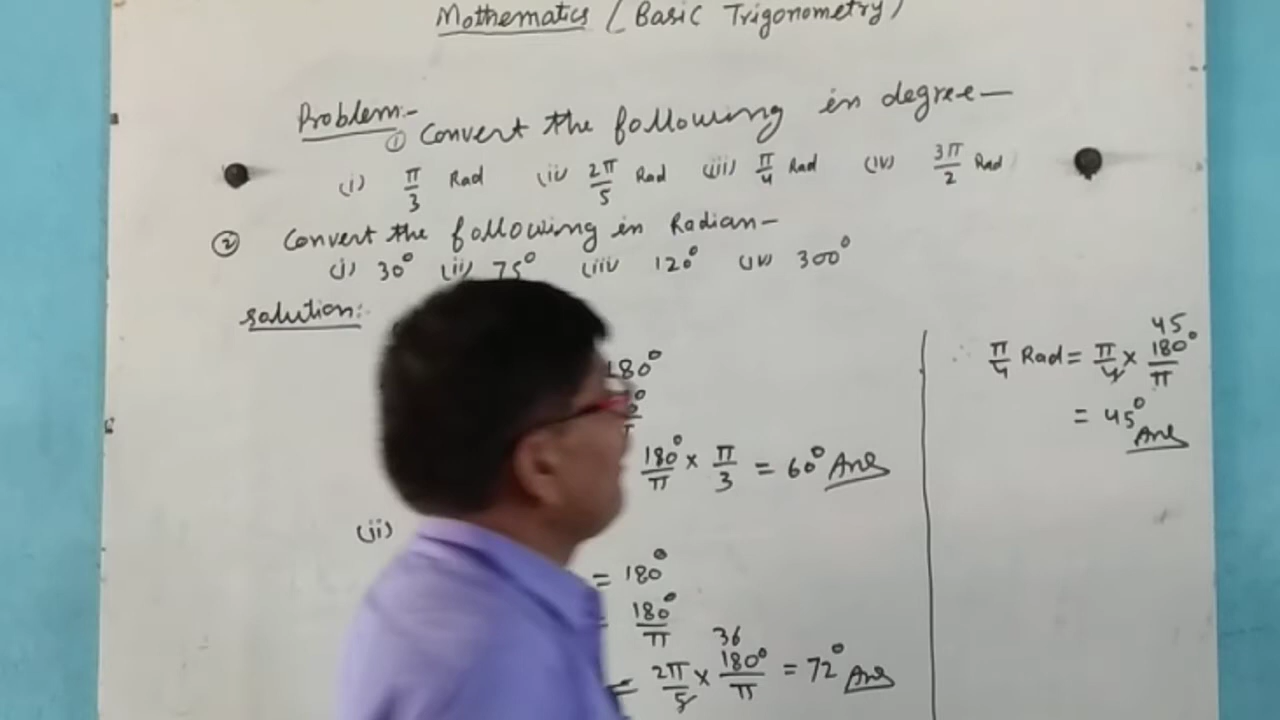 Mathematics (Basic Trigonometry)
Problem:-
① Convert the following in degree—
(i) π/3 Rad (ii) 2π/5 Rad (iii) π/4 Rad (iv) 3π/2 Rad
② Convert the following in Radian—
(i) 30° (ii) 75° (iii) 120° (iv) 300°
Solution:-
180°
180°/π × π/3 = 60° Ans
(ii)
= 180°
= 180°/π
= 2π/5 × 180°/π = 72° Ans
36
∴ π/4 Rad = π/4 × 180°/π
45
= 45°
Ans